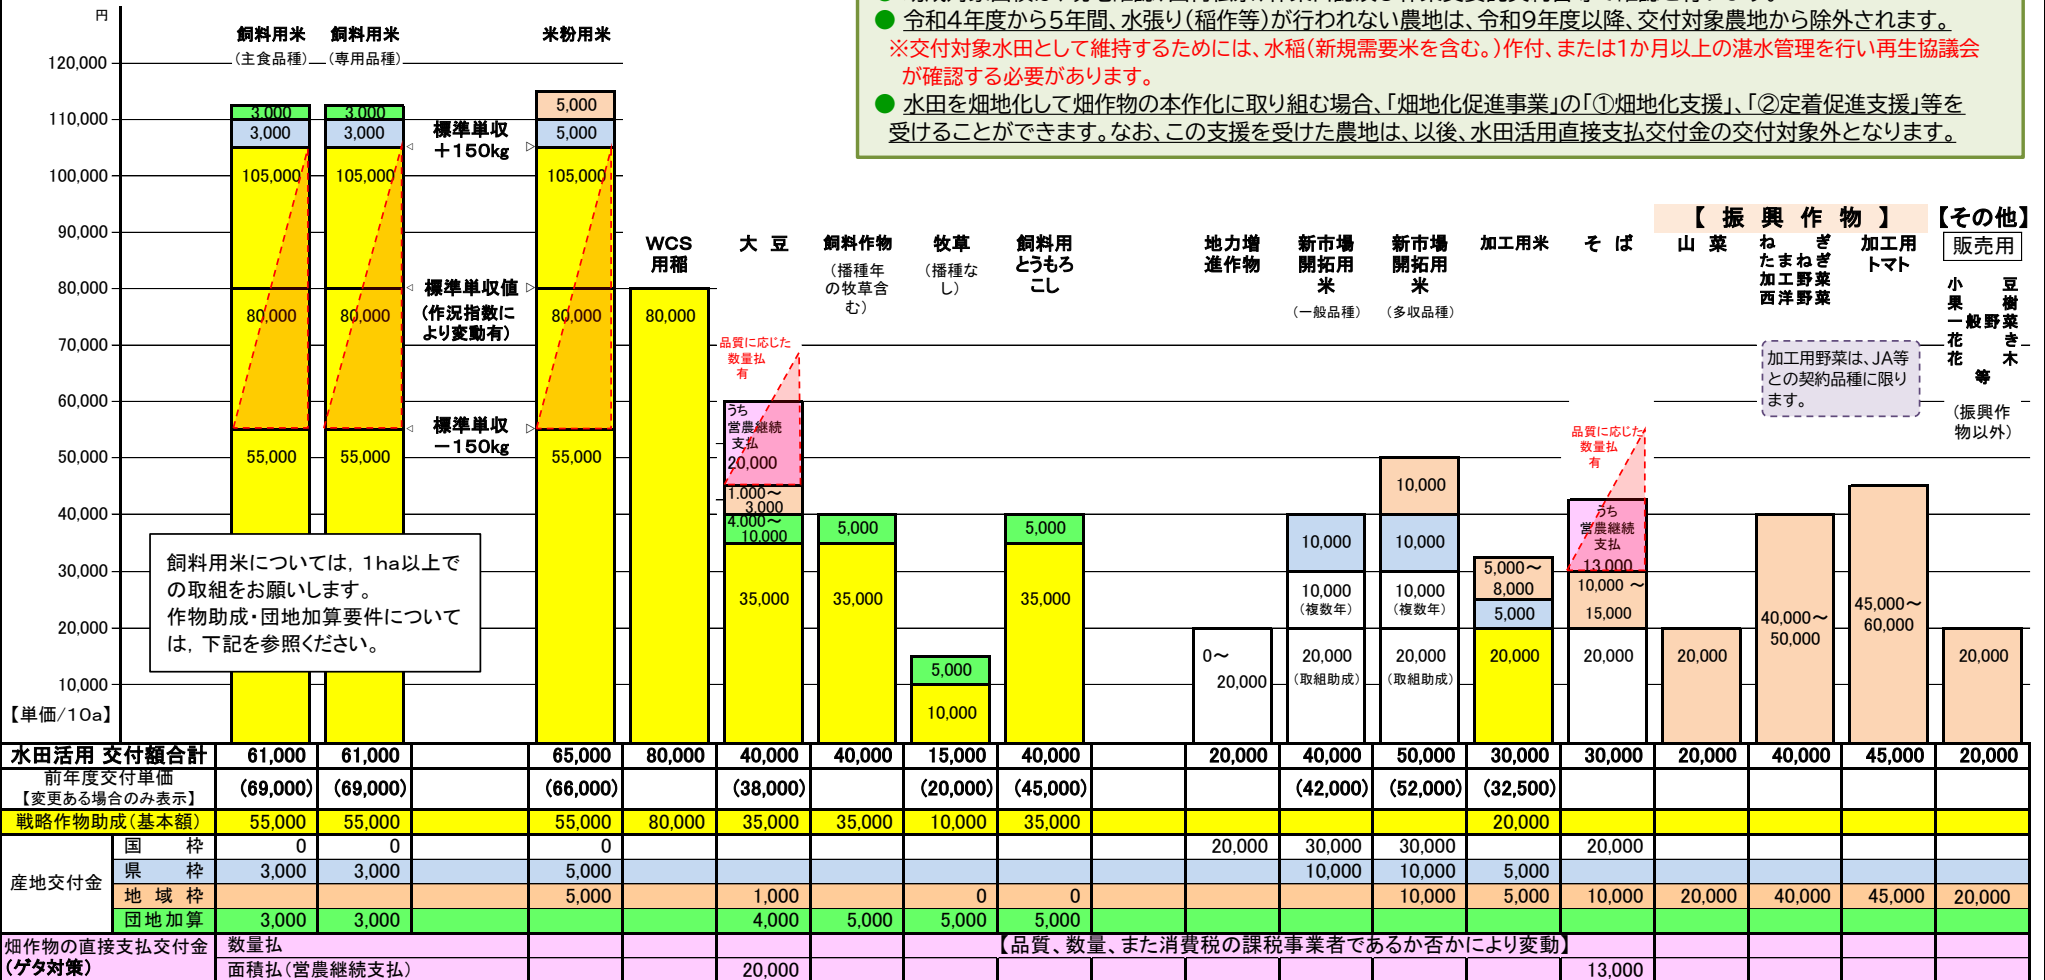 ● 令和4年度から5年間、水張り(稲作等)が行われない農地は、令和9年度以降、交付対象農地から除外されます。
※交付対象水田として維持するためには、水稲(新規需要米を含む。)作付、または1か月以上の湛水管理を行い再生協議会
が確認する必要があります。
● 水田を畑地化して畑作物の本作化に取り組む場合、「畑地化促進事業」の「①畑地化支援」、「②定着促進支援」等を
受けることができます。なお、この支援を受けた農地は、以後、水田活用直接支払交付金の交付対象外となります。
円
120,000
110,000
100,000
90,000
80,000
70,000
60,000
50,000
40,000
30,000
20,000
10,000
【単価/10a】
飼料用米
(主食品種)
3,000
3,000
105,000
80,000
55,000
飼料用米
(専用品種)
3,000
3,000
105,000
80,000
55,000
標準単収
+150kg
標準単収値
(作況指数に
より変動有)
標準単収
-150kg
米粉用米
5,000
5,000
105,000
80,000
55,000
飼料用米については, 1ha以上で
の取組をお願いします。
作物助成・団地加算要件について
は, 下記を参照ください。
WCS
用稲
80,000
大 豆
品質に応じた
数量払
有
うち
営農継続
支払
20,000
1.000~
3,000
4.000~
10,000
35,000
飼料作物
(播種年
の牧草含
む)
5,000
35,000
牧草
(播種な
し)
5,000
10,000
飼料用
とうもろ
こし
5,000
35,000
地力増
進作物
0~
20,000
新市場
開拓用
米
(一般品種)
10,000
10,000
(複数年)
20,000
(取組助成)
新市場
開拓用
米
(多収品種)
10,000
10,000
10,000
(複数年)
20,000
(取組助成)
加工用米
5,000~
8,000
5,000
20,000
そ ば
品質に応じた
数量払
有
うち
営農継続
支払
13,000
10,000 ~
15,000
20,000
【 振 興 作 物 】
山 菜
20,000
ね ぎ
た ま ね ぎ
加 工 野 菜
西 洋 野 菜
加工用野菜は、JA等
との契約品種に限り
ます。
40,000~
50,000
加工用
トマト
45,000~
60,000
【その他】
販売用
小 豆
果 樹
一 般 野 菜
花 き
花 木
等
(振興作
物以外)
20,000
水田活用 交付額合計 61,000 61,000 65,000 80,000 40,000 40,000 15,000 40,000 20,000 40,000 50,000 30,000 30,000 20,000 40,000 45,000 20,000
前年度交付単価
【変更ある場合のみ表示】 (69,000) (69,000) (66,000) (38,000) (20,000) (45,000) (42,000) (52,000) (32,500)
戦略作物助成(基本額) 55,000 55,000 55,000 80,000 35,000 35,000 10,000 35,000 20,000
産地交付金
国 枠 0 0 0 20,000 30,000 30,000 20,000
県 枠 3,000 3,000 5,000 10,000 10,000 5,000
地 域 枠 5,000 1,000 0 0 10,000 5,000 10,000 20,000 40,000 45,000 20,000
団地加算 3,000 3,000 4,000 5,000 5,000 5,000
畑作物の直接支払交付金
(ゲタ対策)
数量払 【品質、数量、また消費税の課税事業者であるか否かにより変動】
面積払(営農継続支払) 20,000 13,000